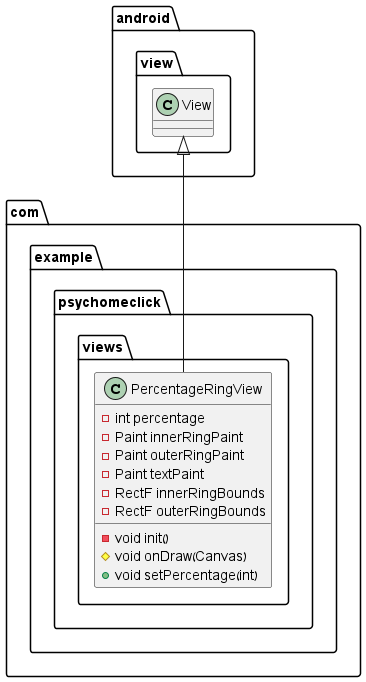 android
view
C View
com
example
psychomeclick
views
C PercentageRingView
int percentage
Paint innerRingPaint
Paint outerRingPaint
Paint textPaint
RectF innerRingBounds
RectF outerRingBounds
void init()
void onDraw(Canvas)
void setPercentage(int)